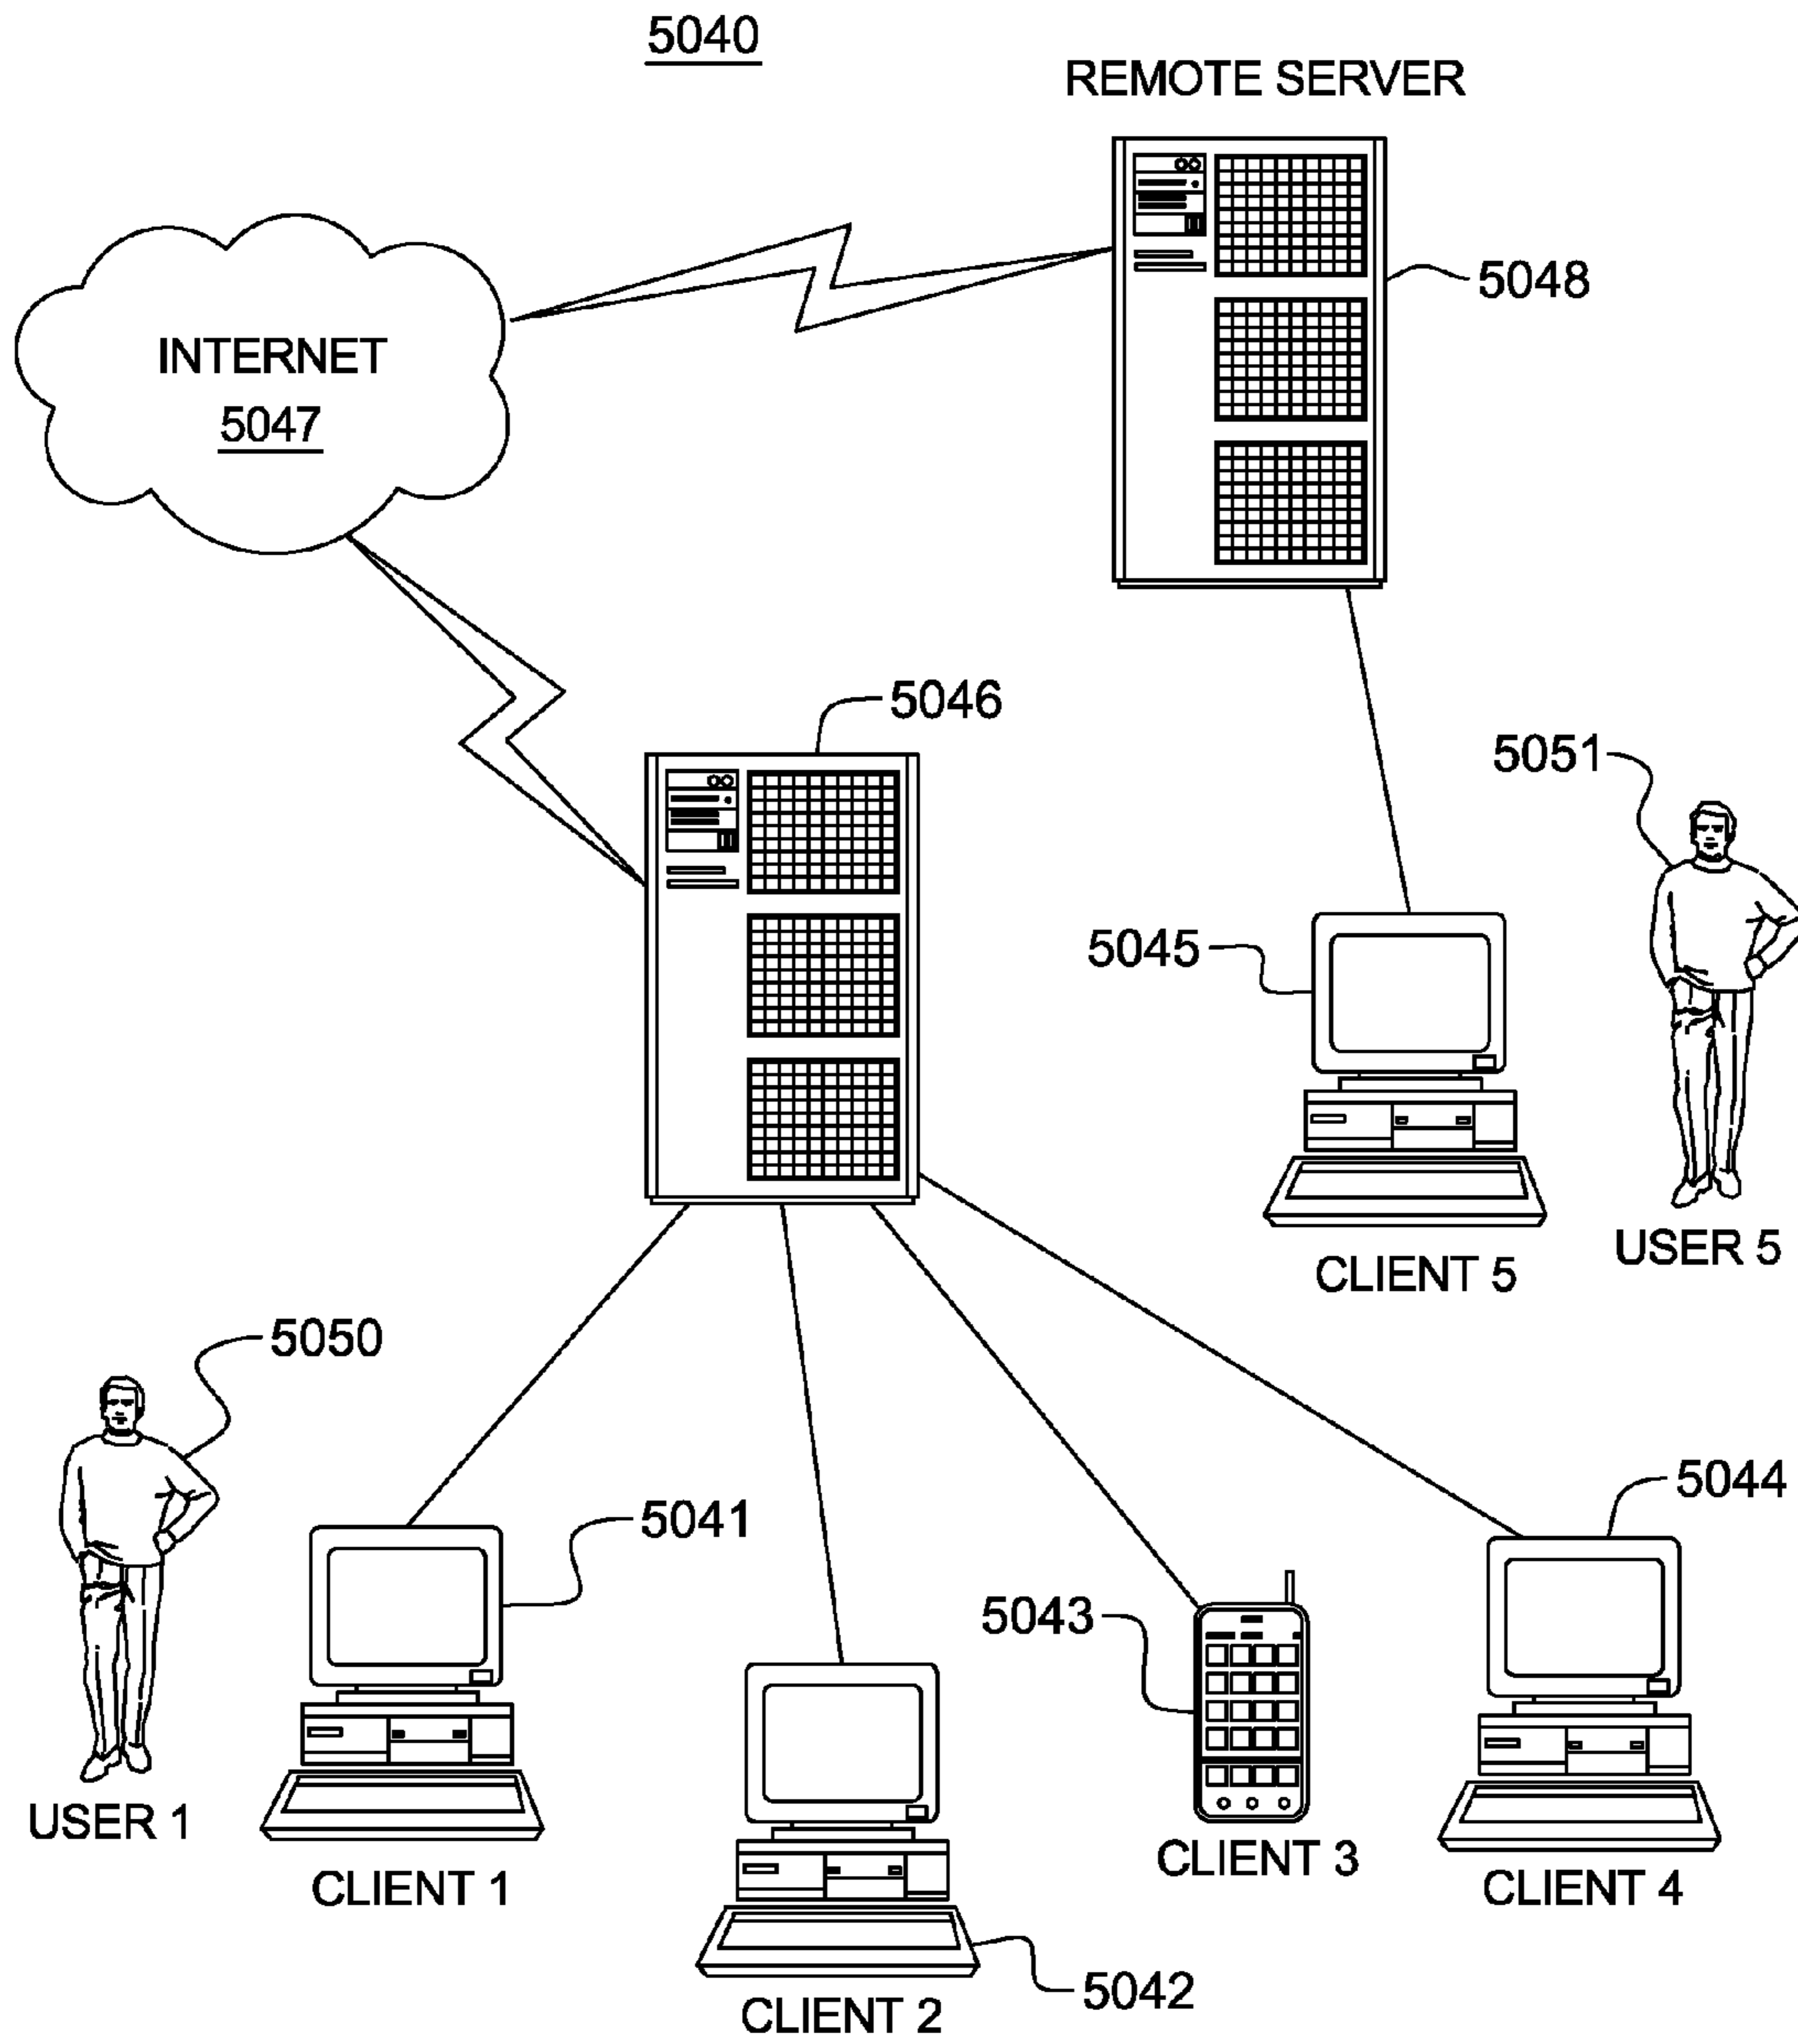 5040
REMOTE SERVER
5048
INTERNET
5047
5046
5051
5045
USER 5
CLIENT 5
5050
5044
5041
5043
USER 1
CLIENT 3
CLIENT 1
CLIENT 4
5042
CLIENT 2